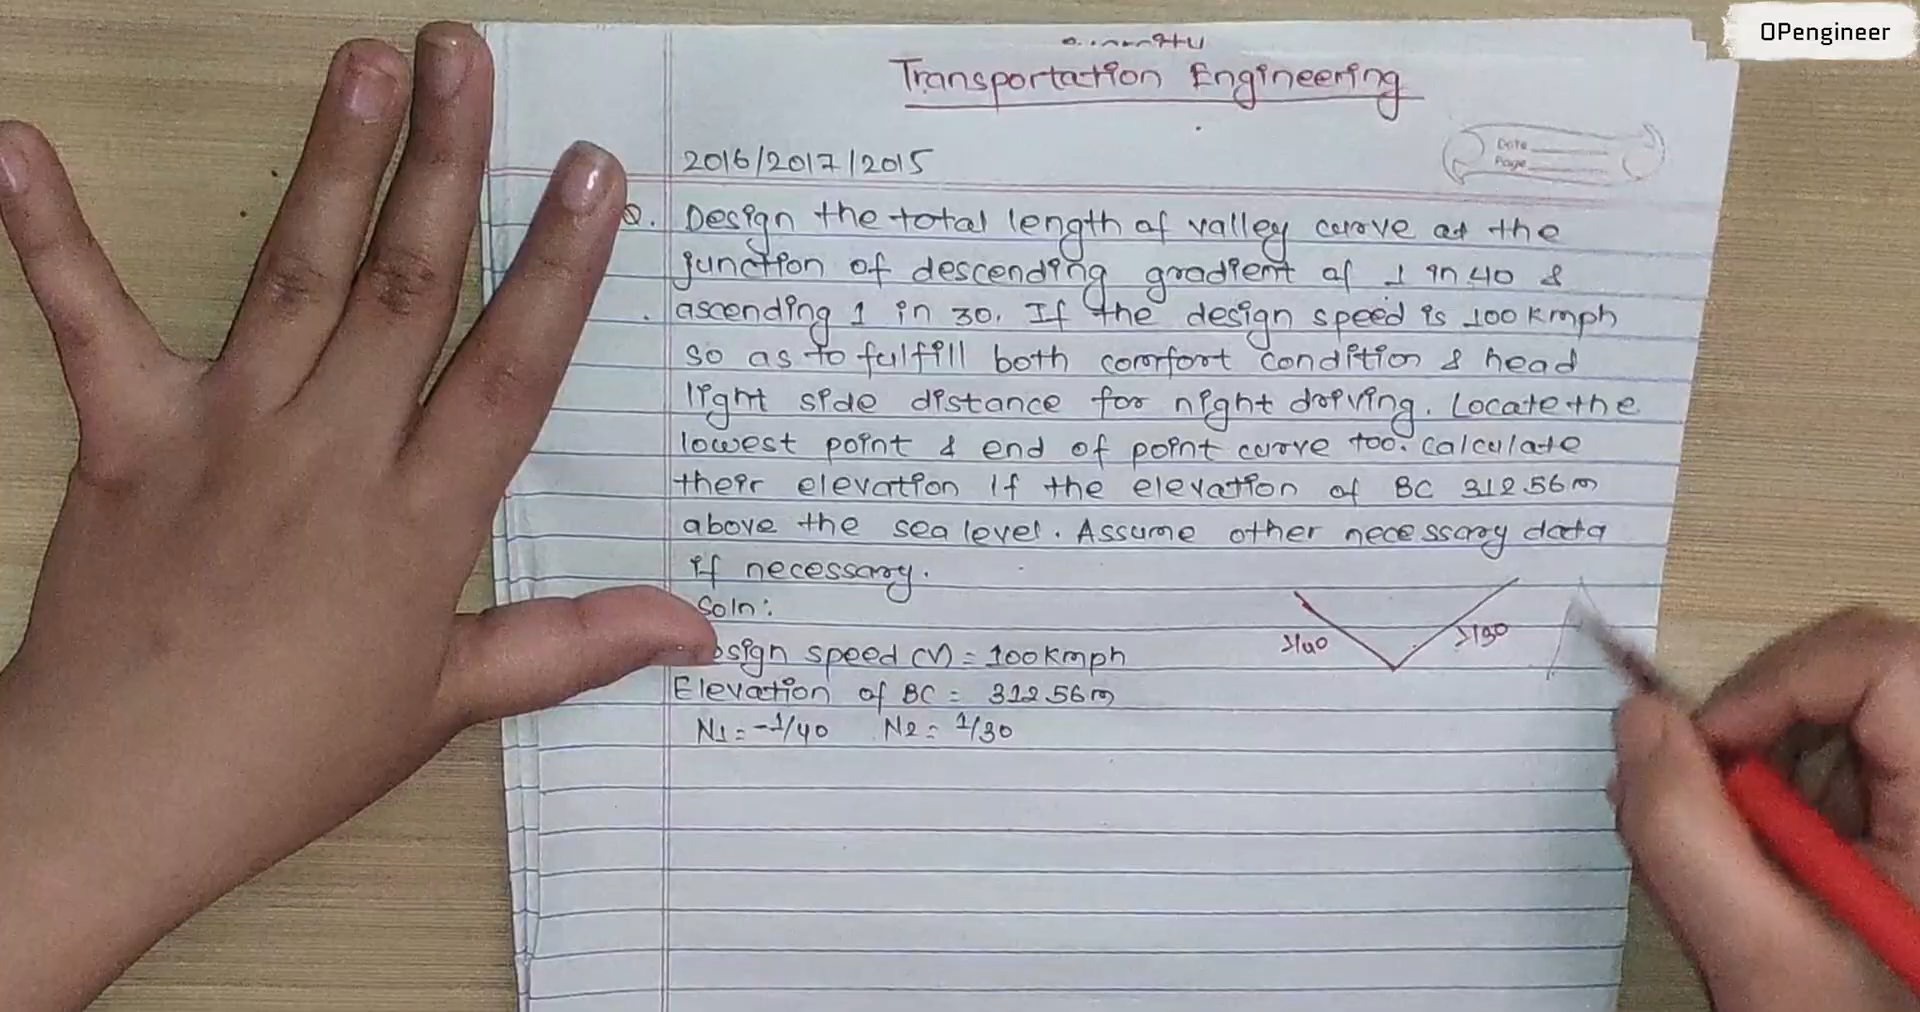 OPengineer
Transportation Engineering
Date
Page
2016/2017/2015
Q. Design the total length of valley curve at the
junction of descending gradient of 1 in 40 &
ascending 1 in 30. If the design speed is 100 kmph
so as to fulfill both comfort condition & head
light side distance for night driving. Locate the
lowest point & end of point curve too. Calculate
their elevation if the elevation of BC 312.56m
above the sea level. Assume other necessary data
if necessary.
Soln:
esign speed (V) = 100kmph
1/40
1/30
Elevation of BC = 312.56m
N1 = -1/40 N2 = 1/30